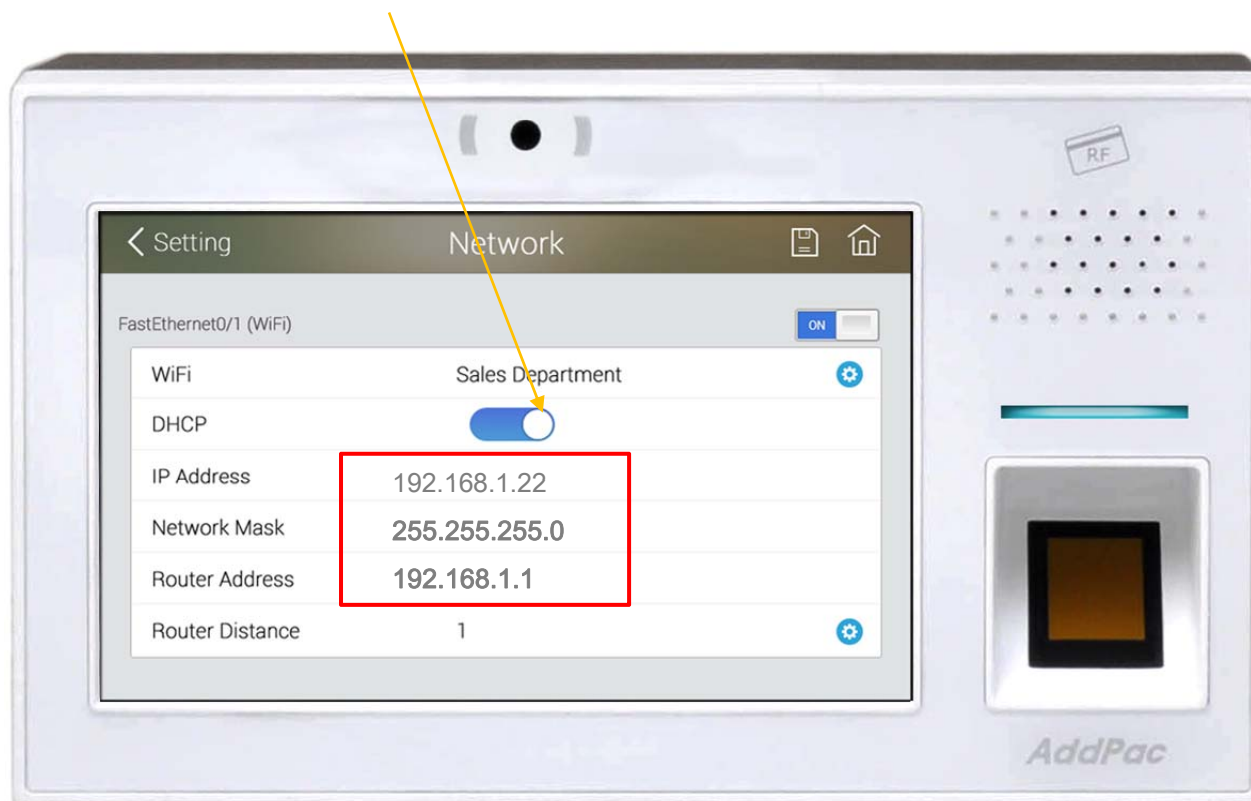 RF
Setting
Network
FastEthernet0/1 (WiFi)
ON
WiFi
Sales Department
DHCP
IP Address
192.168.1.22
Network Mask
255.255.255.0
Router Address
192.168.1.1
Router Distance
1
AddPac